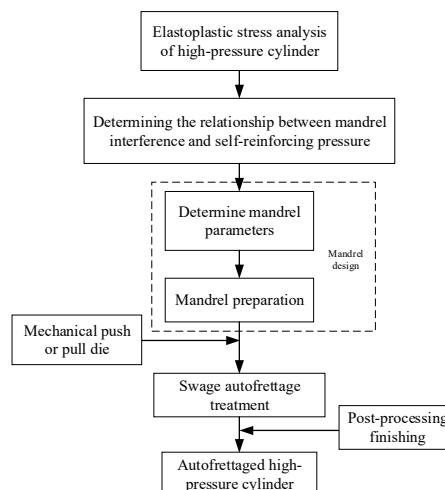 Elastoplastic stress analysis
of high-pressure cylinder
Determining the relationship between mandrel
interference and self-reinforcing pressure
Determine mandrel
parameters
Mandrel
design
Mandrel preparation
Mechanical push
or pull die
Swage autofrettage
treatment
Post-processing
finishing
Autofrettaged high-
pressure cylinder